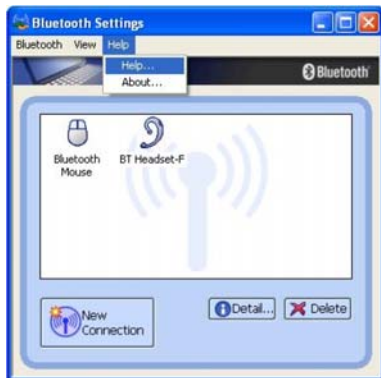 Bluetooth Settings
Bluetooth View Help
Help...
About...
Bluetooth
Bluetooth
Mouse
BT Headset-F
New
Connection
Detail...
Delete